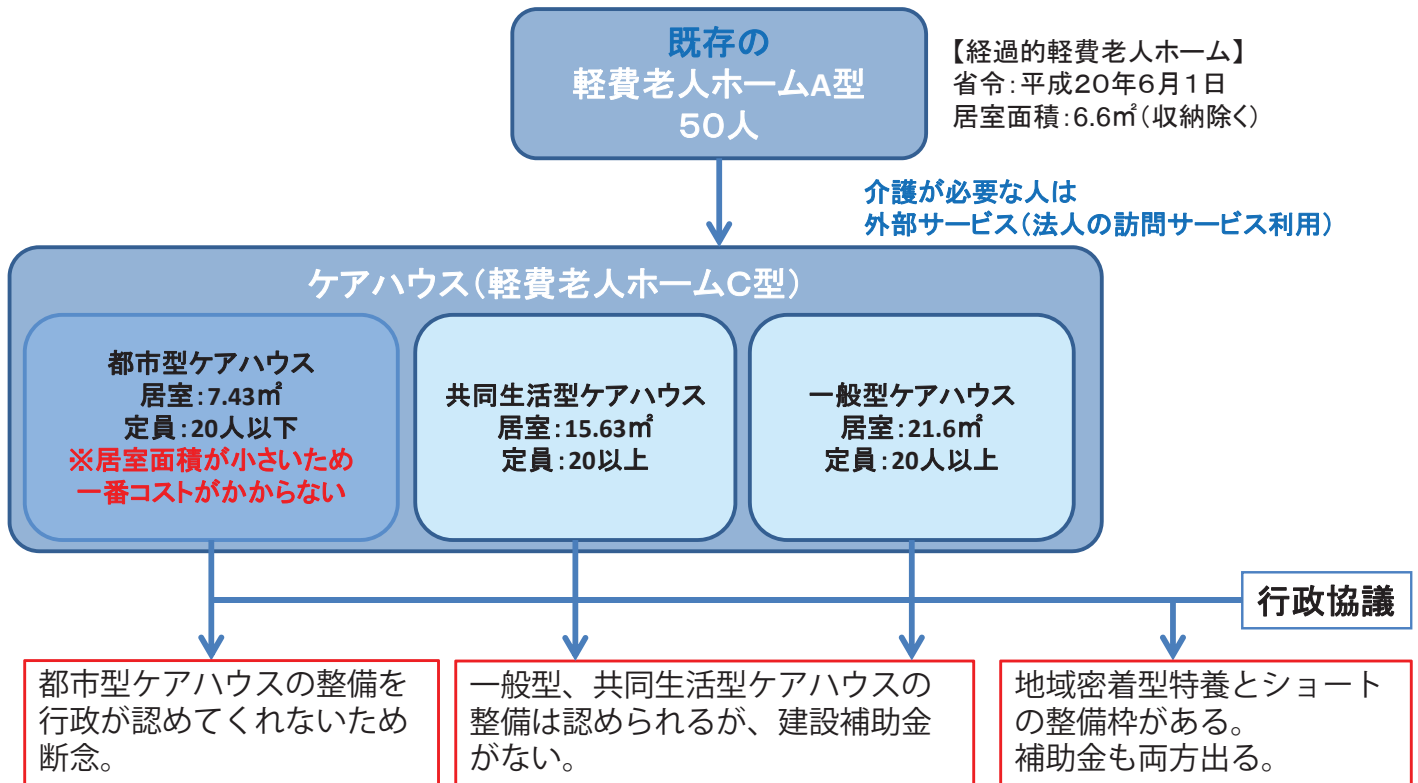 既存の
軽費老人ホームA型
50人
【経過的軽費老人ホーム】
省令：平成20年6月1日
居室面積：6.6㎡（収納除く）
介護が必要な人は
外部サービス（法人の訪問サービス利用）
ケアハウス（軽費老人ホームC型）
都市型ケアハウス
居室：7.43㎡
定員：20人以下
※居室面積が小さいため
一番コストがかからない
共同生活型ケアハウス
居室：15.63㎡
定員：20以上
一般型ケアハウス
居室：21.6㎡
定員：20人以上
行政協議
都市型ケアハウスの整備を
行政が認めてくれないため
断念。
一般型、共同生活型ケアハウスの
整備は認められるが、建設補助金
がない。
地域密着型特養とショート
の整備枠がある。
補助金も両方出る。